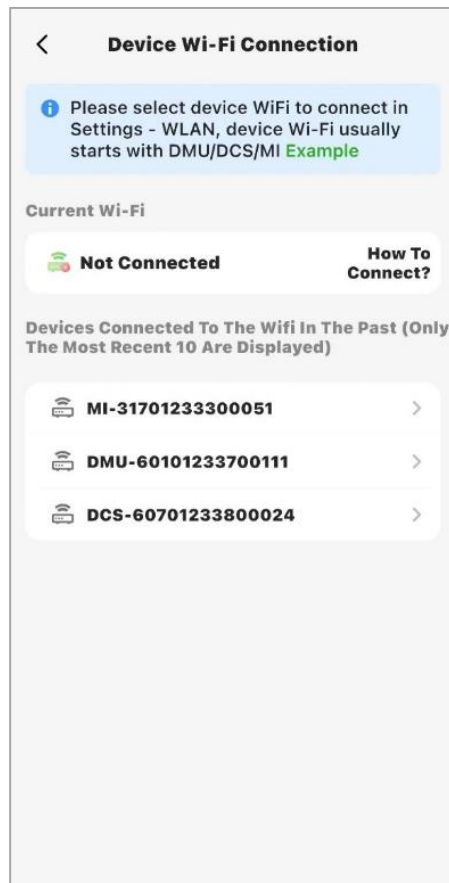 Device Wi-Fi Connection
Please select device WiFi to connect in
Settings - WLAN, device Wi-Fi usually
starts with DMU/DCS/MI Example
Current Wi-Fi
Not Connected
How To
Connect?
Devices Connected To The Wifi In The Past (Only
The Most Recent 10 Are Displayed)
MI-31701233300051
DMU-60101233700111
DCS-60701233800024